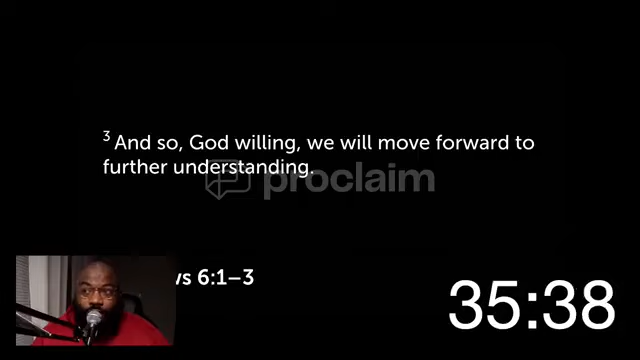 3 And so, God willing, we will move forward to
further understanding.
proclaim
ws 6:1–3
35:38